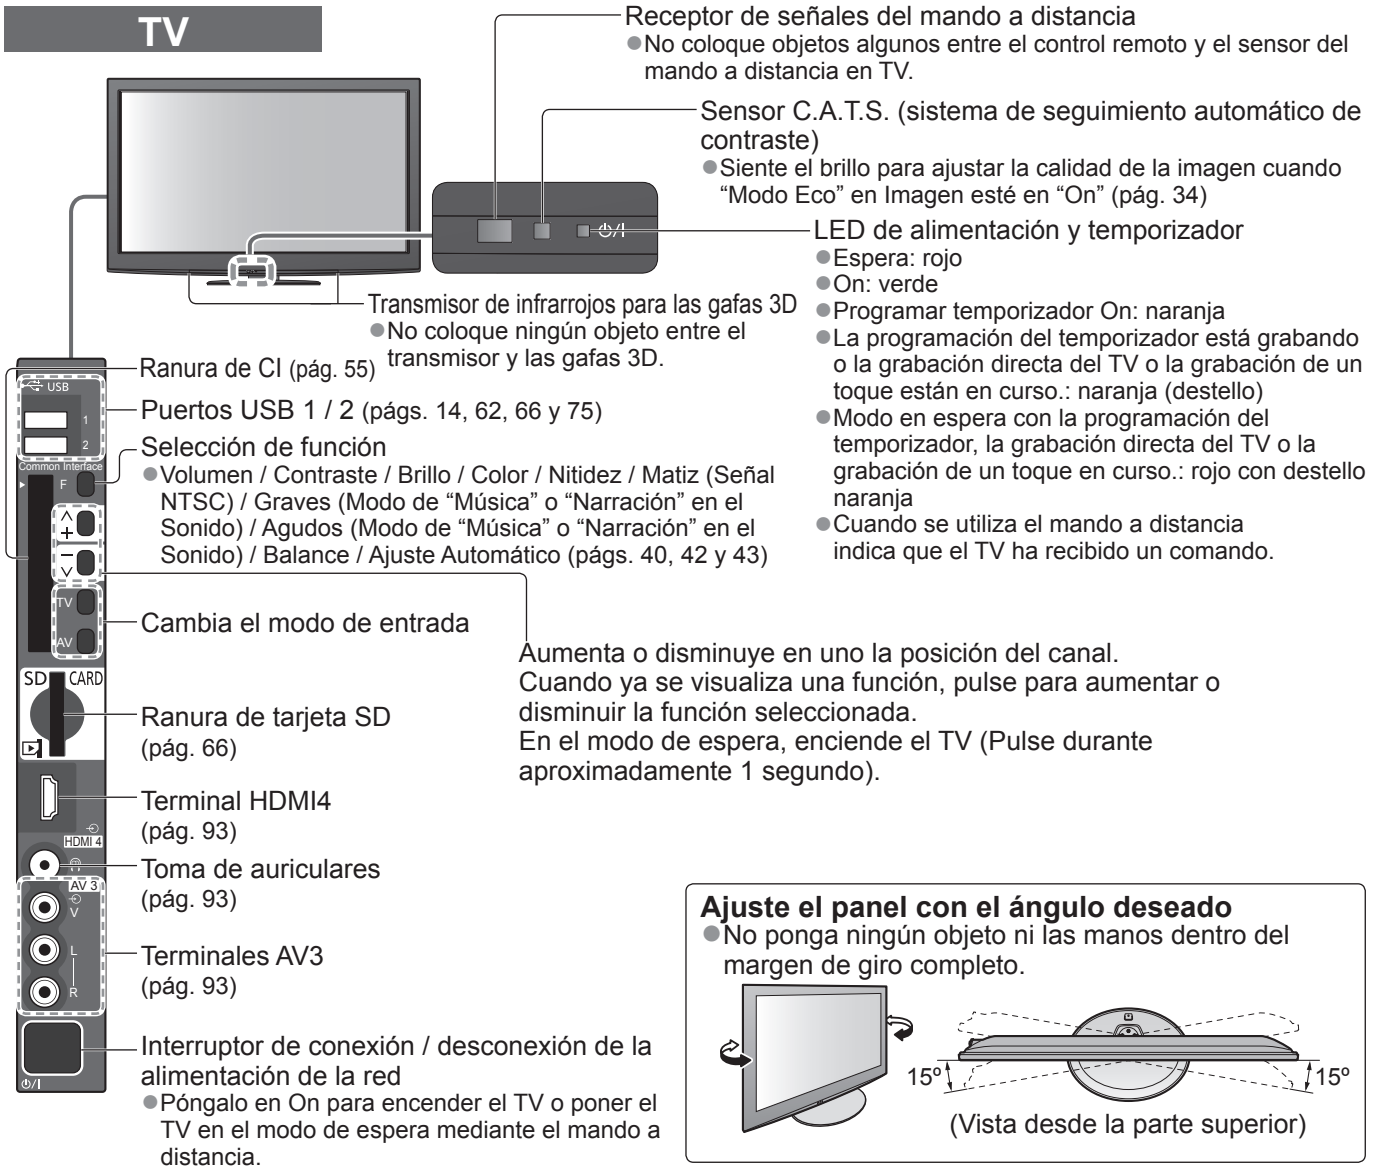 TV
Receptor de señales del mando a distancia
●No coloque objetos algunos entre el control remoto y el sensor del
mando a distancia en TV.
Sensor C.A.T.S. (sistema de seguimiento automático de
contraste)
●Siente el brillo para ajustar la calidad de la imagen cuando
“Modo Eco” en Imagen esté en “On” (pág. 34)
LED de alimentación y temporizador
●Espera: rojo
●On: verde
●Programar temporizador On: naranja
●La programación del temporizador está grabando
o la grabación directa del TV o la grabación de un
toque están en curso.: naranja (destello)
●Modo en espera con la programación del
temporizador, la grabación directa del TV o la
grabación de un toque en curso.: rojo con destello
naranja
●Cuando se utiliza el mando a distancia
indica que el TV ha recibido un comando.
Transmisor de infrarrojos para las gafas 3D
●No coloque ningún objeto entre el
transmisor y las gafas 3D.
Ranura de CI (pág. 55)
Puertos USB 1 / 2 (págs. 14, 62, 66 y 75)
Selección de función
●Volumen / Contraste / Brillo / Color / Nitidez / Matiz (Señal
NTSC) / Graves (Modo de “Música” o “Narración” en el
Sonido) / Agudos (Modo de “Música” o “Narración” en el
Sonido) / Balance / Ajuste Automático (págs. 40, 42 y 43)
Cambia el modo de entrada
Aumenta o disminuye en uno la posición del canal.
Cuando ya se visualiza una función, pulse para aumentar o
disminuir la función seleccionada.
En el modo de espera, enciende el TV (Pulse durante
aproximadamente 1 segundo).
Ranura de tarjeta SD
(pág. 66)
Terminal HDMI4
(pág. 93)
Toma de auriculares
(pág. 93)
Terminales AV3
(pág. 93)
Interruptor de conexión / desconexión de la
alimentación de la red
●Póngalo en On para encender el TV o poner el
TV en el modo de espera mediante el mando a
distancia.
USB
1
2
Common Interface
F
+
−
TV
AV
SD CARD
HDMI 4
AV 3
V
L
R
⏻/I
⏻/I
Ajuste el panel con el ángulo deseado
●No ponga ningún objeto ni las manos dentro del
margen de giro completo.
15º
15º
(Vista desde la parte superior)